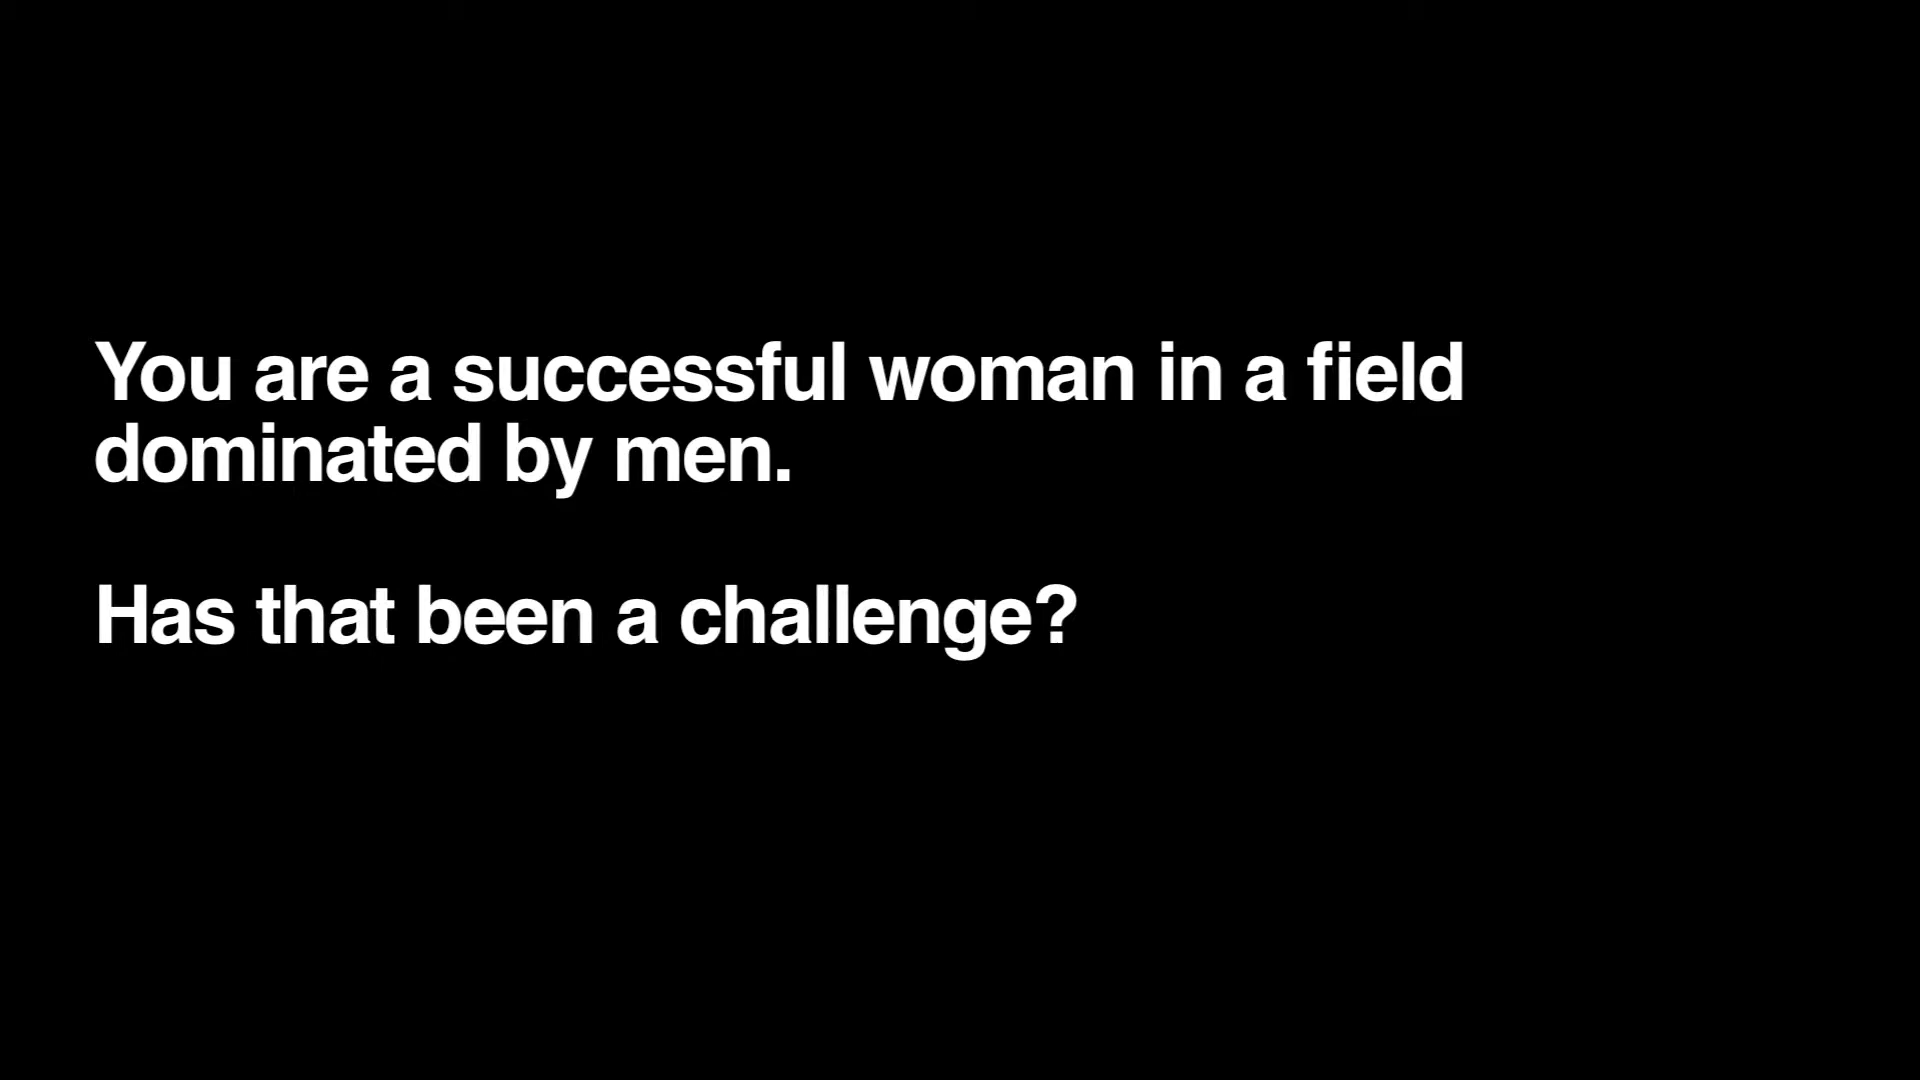 You are a successful woman in a field
dominated by men.
Has that been a challenge?